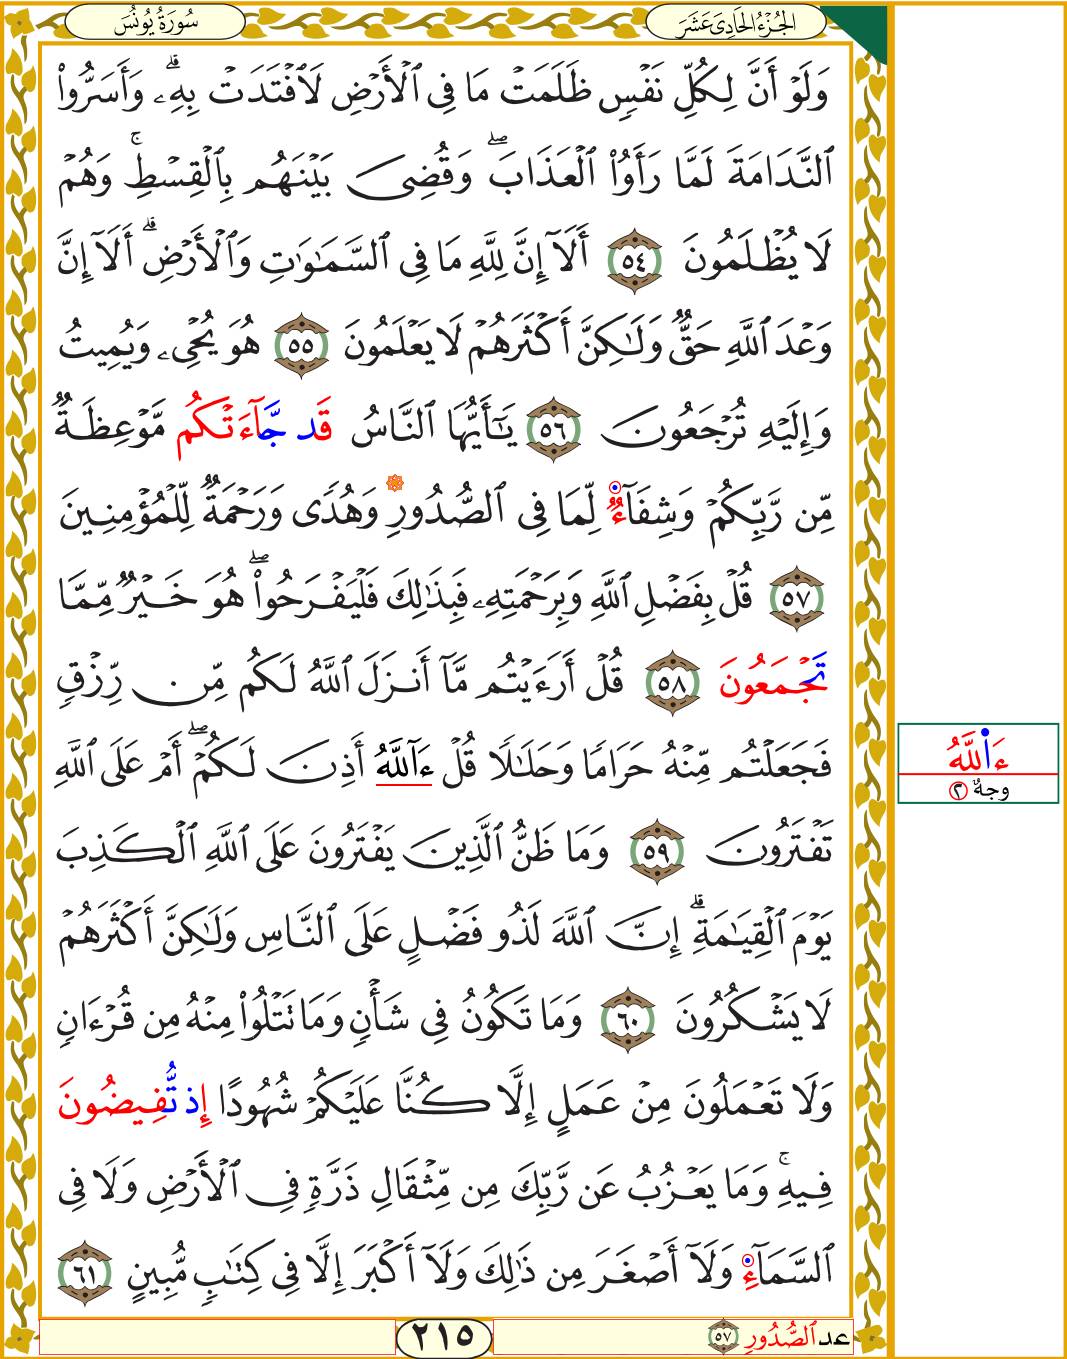 الجُزْءُ الحَادِىَ عَشَرَ
سُورَةُ يُونُسَ
وَلَوْ أَنَّ لِكُلِّ نَفْسٍ ظَلَمَتْ مَا فِي ٱلْأَرْضِ لَٱفْتَدَتْ بِهِۦۗ وَأَسَرُّوا۟
ٱلنَّدَامَةَ لَمَّا رَأَوُا۟ ٱلْعَذَابَۖ وَقُضِىَ بَيْنَهُم بِٱلْقِسْطِۚ وَهُمْ
لَا يُظْلَمُونَ ٥٤ أَلَآ إِنَّ لِلَّهِ مَا فِي ٱلسَّمَٰوَٰتِ وَٱلْأَرْضِۗ أَلَآ إِنَّ
وَعْدَ ٱللَّهِ حَقٌّ وَلَٰكِنَّ أَكْثَرَهُمْ لَا يَعْلَمُونَ ٥٥ هُوَ يُحْيِۦ وَيُمِيتُ
وَإِلَيْهِ تُرْجَعُونَ ٥٦ يَٰٓأَيُّهَا ٱلنَّاسُ قَد جَّآءَتْكُم مَّوْعِظَةٌ
مِّن رَّبِّكُمْ وَشِفَآءٌ لِّمَا فِي ٱلصُّدُورِ وَهُدًى وَرَحْمَةٌ لِّلْمُؤْمِنِينَ
٥٧ قُلْ بِفَضْلِ ٱللَّهِ وَبِرَحْمَتِهِۦ فَبِذَٰلِكَ فَلْيَفْرَحُوا۟ۖ هُوَ خَيْرٌ مِّمَّا
تَجْمَعُونَ ٥٨ قُلْ أَرَءَيْتُم مَّآ أَنزَلَ ٱللَّهُ لَكُم مِّن رِّزْقٍ
فَجَعَلْتُم مِّنْهُ حَرَامًا وَحَلَٰلًا قُلْ ءَآللَّهُ أَذِنَ لَكُمْۖ أَمْ عَلَى ٱللَّهِ
ءَا۬للَّهُ
وجهٌ ٢
تَفْتَرُونَ ٥٩ وَمَا ظَنُّ ٱلَّذِينَ يَفْتَرُونَ عَلَى ٱللَّهِ ٱلْكَذِبَ
يَوْمَ ٱلْقِيَٰمَةِۗ إِنَّ ٱللَّهَ لَذُو فَضْلٍ عَلَى ٱلنَّاسِ وَلَٰكِنَّ أَكْثَرَهُمْ
لَا يَشْكُرُونَ ٦٠ وَمَا تَكُونُ فِي شَأْنٍ وَمَا تَتْلُوا۟ مِنْهُ مِن قُرْءَانٍ
وَلَا تَعْمَلُونَ مِنْ عَمَلٍ إِلَّا كُنَّا عَلَيْكُمْ شُهُودًا إِذ تُّفِيضُونَ
فِيهِۚ وَمَا يَعْزُبُ عَن رَّبِّكَ مِن مِّثْقَالِ ذَرَّةٍ فِي ٱلْأَرْضِ وَلَا فِي
ٱلسَّمَآءِ وَلَآ أَصْغَرَ مِن ذَٰلِكَ وَلَآ أَكْبَرَ إِلَّا فِي كِتَٰبٍ مُّبِينٍ ٦١
عد ٱلصُّدُورِ ٥٧
٢١٥